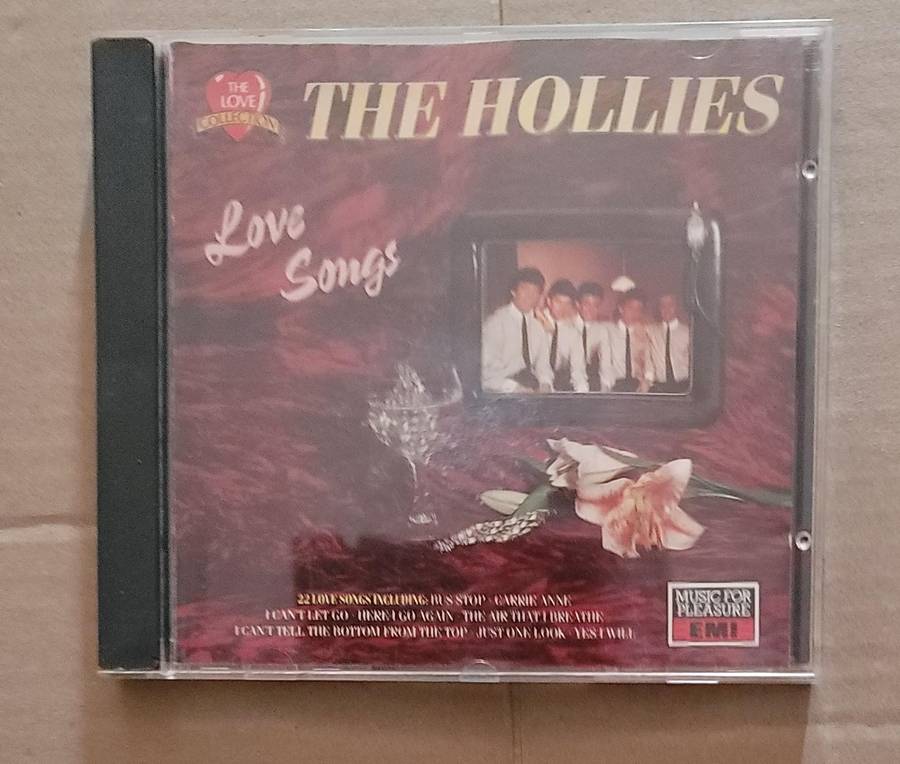 THE
LOVE
COLLECTION
THE HOLLIES
Love
Songs
22 LOVE SONGS INCLUDING: BUS STOP · CARRIE ANNE
I CAN'T LET GO · HERE I GO AGAIN · THE AIR THAT I BREATHE
I CAN'T TELL THE BOTTOM FROM THE TOP · JUST ONE LOOK · YES I WILL
MUSIC FOR
PLEASURE
EMI